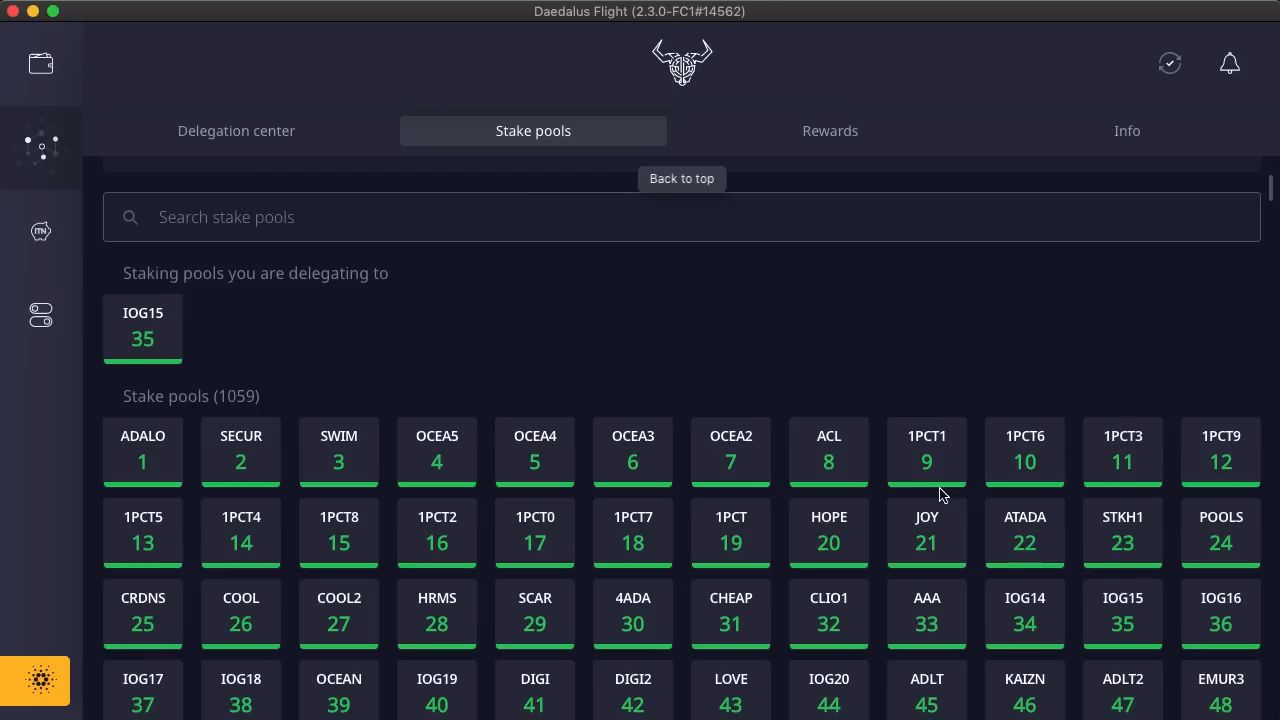 Daedalus Flight (2.3.0-FC1#14562)
Delegation center Stake pools Rewards Info
Back to top
Search stake pools
Staking pools you are delegating to
IOG15
35
Stake pools (1059)
ADALO SECUR SWIM OCEA5 OCEA4 OCEA3 OCEA2 ACL 1PCT1 1PCT6 1PCT3 1PCT9
1 2 3 4 5 6 7 8 9 10 11 12
1PCT5 1PCT4 1PCT8 1PCT2 1PCT0 1PCT7 1PCT HOPE JOY ATADA STKH1 POOLS
13 14 15 16 17 18 19 20 21 22 23 24
CRDNS COOL COOL2 HRMS SCAR 4ADA CHEAP CLIO1 AAA IOG14 IOG15 IOG16
25 26 27 28 29 30 31 32 33 34 35 36
IOG17 IOG18 OCEAN IOG19 DIGI DIGI2 LOVE IOG20 ADLT KAIZN ADLT2 EMUR3
37 38 39 40 41 42 43 44 45 46 47 48
ITN